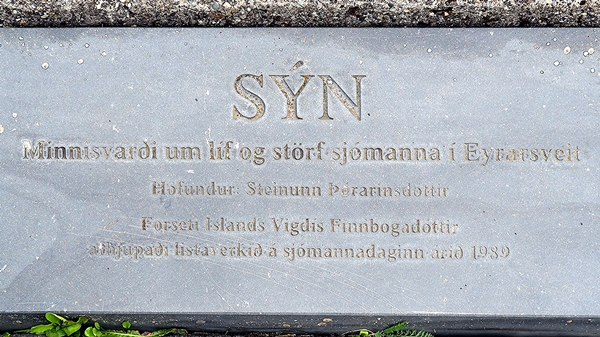 SÝN
Minnisvarði um líf og störf sjómanna í Eyrarsveit
Höfundur: Steinunn Þórarinsdóttir
Forseti Íslands Vigdís Finnbogadóttir
afhjúpaði listaverkið á sjómannadaginn árið 1989